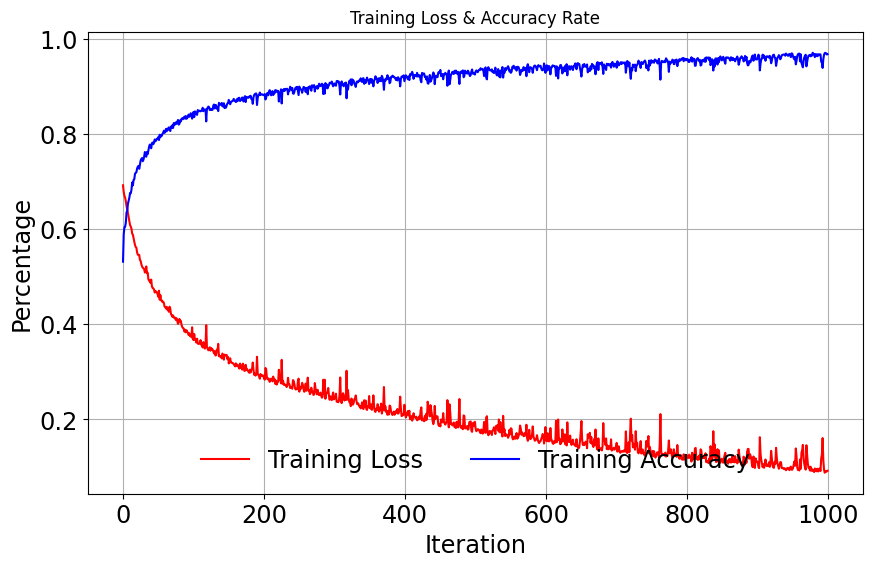 Training Loss & Accuracy Rate
1.0
0.8
0.6
0.4
0.2
Percentage
Training Loss
Training Accuracy
0 200 400 600 800 1000
Iteration